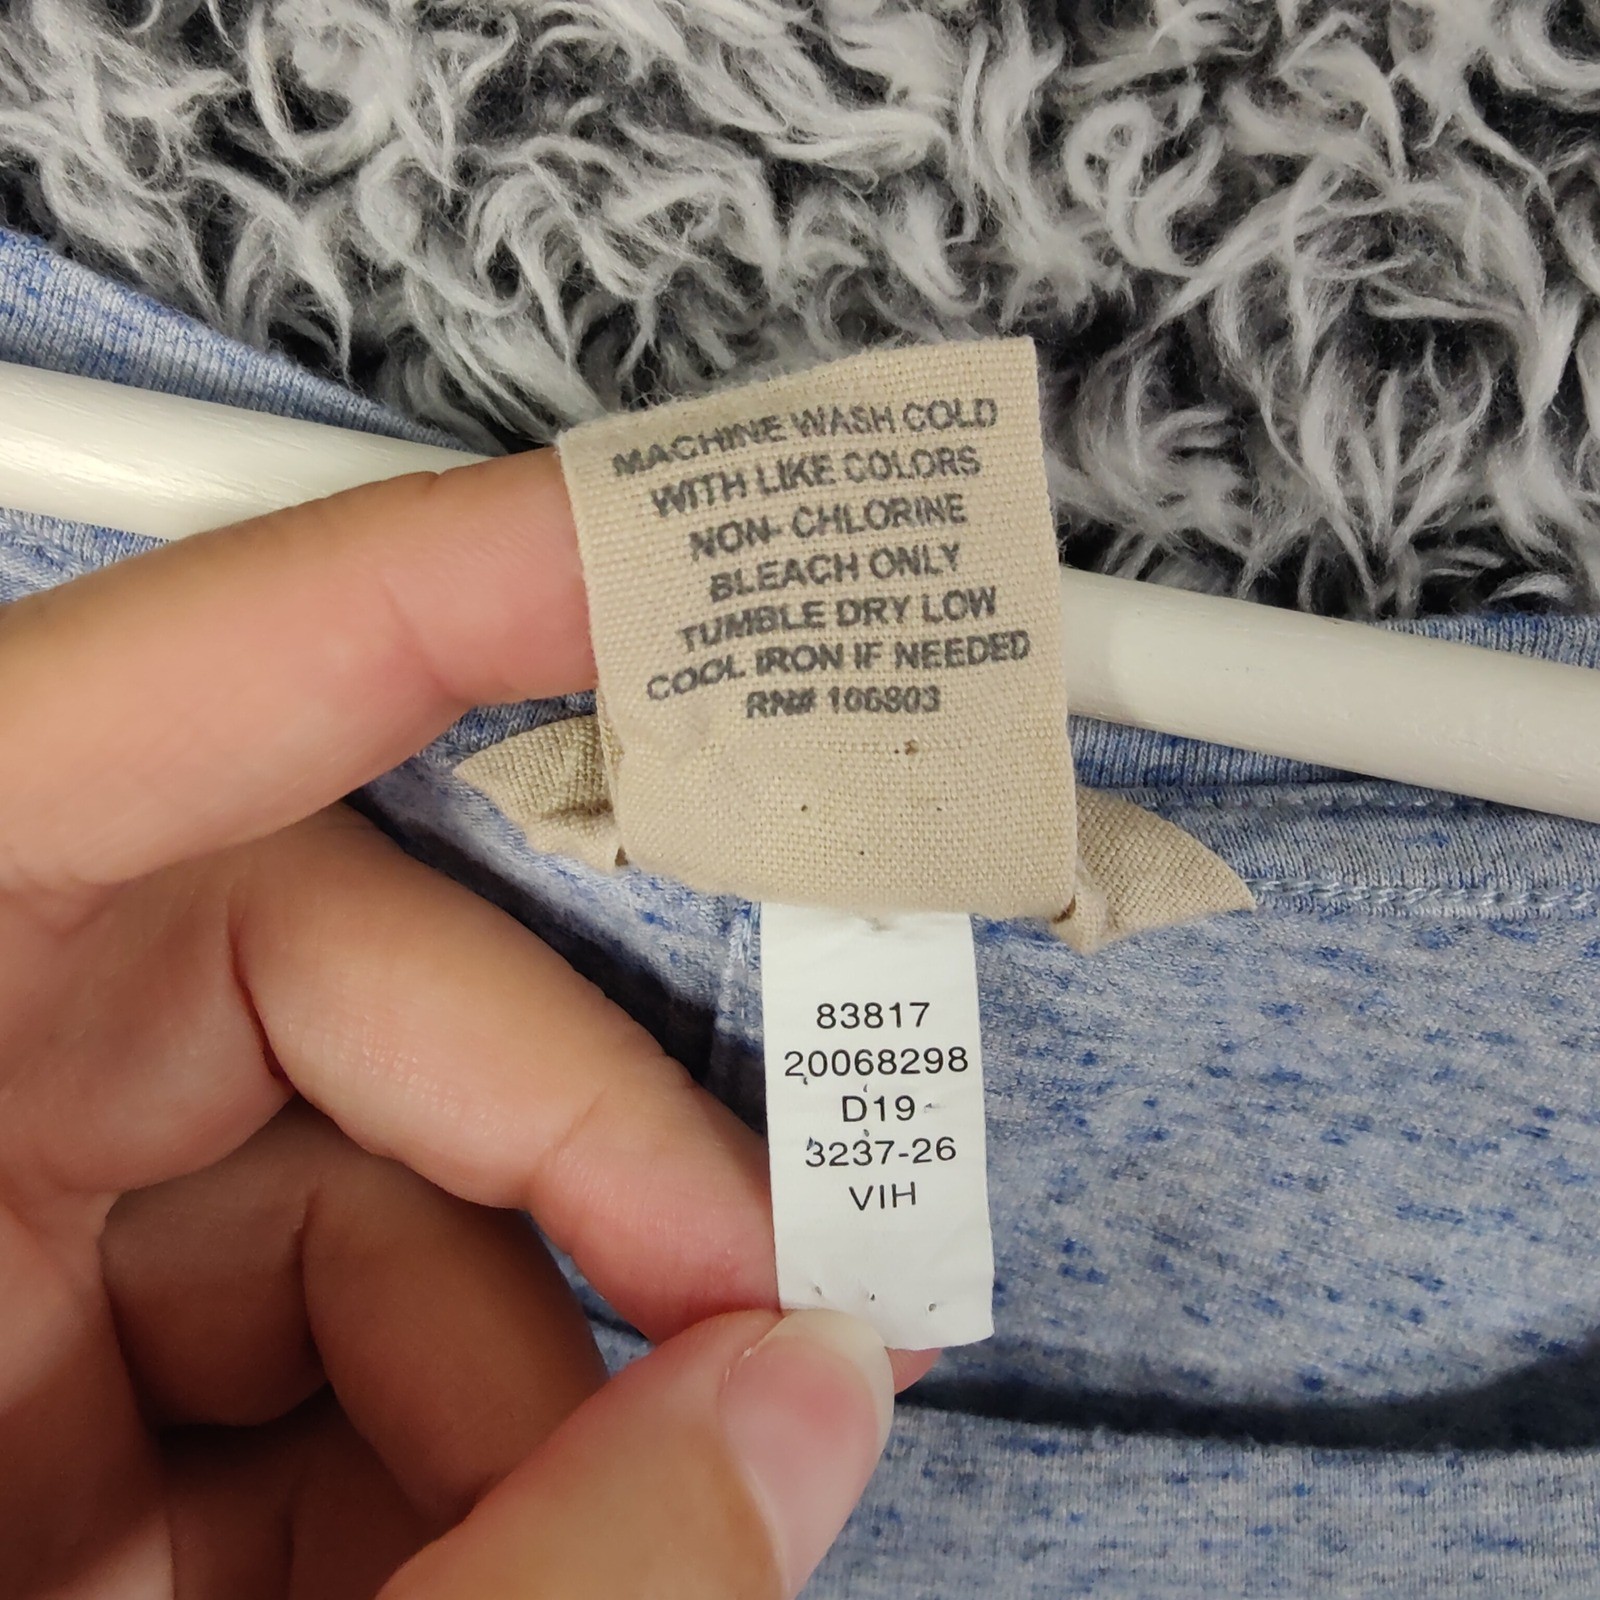 MACHINE WASH COLD
WITH LIKE COLORS
NON- CHLORINE
BLEACH ONLY
TUMBLE DRY LOW
COOL IRON IF NEEDED
RN# 106803
83817
20068298
D19
3237-26
VIH